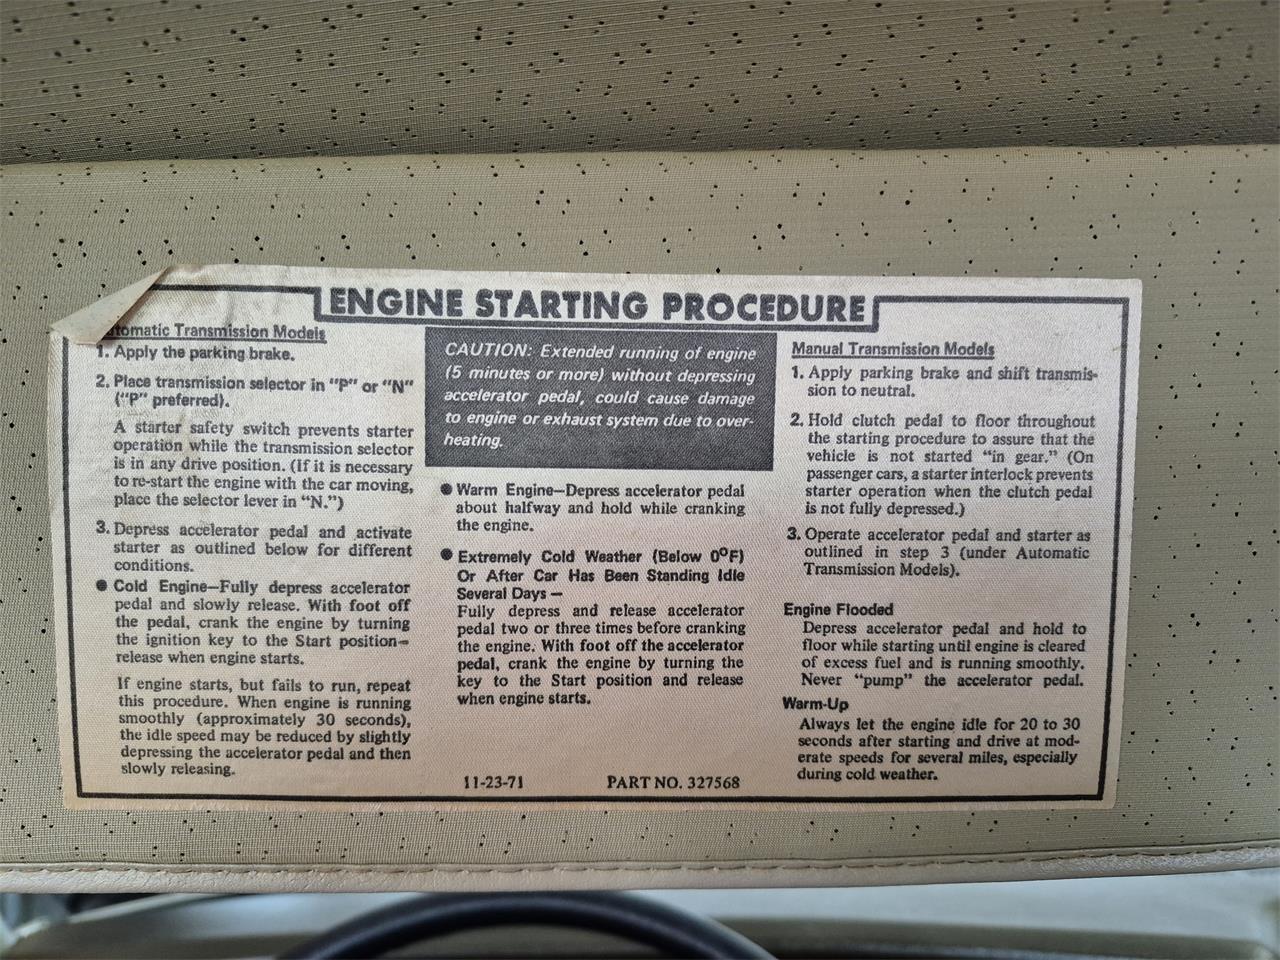 ENGINE STARTING PROCEDURE
Transmission Models
1. Apply the parking brake.
2. Place transmission selector in "P" or "N"
("P" preferred).
A starter safety switch prevents starter
operation while the transmission selector
is in any drive position. (If it is necessary
to re-start the engine with the car moving,
place the selector lever in "N.")
3. Depress accelerator pedal and activate
starter as outlined below for different
conditions.
● Cold Engine—Fully depress accelerator
pedal and slowly release. With foot off
the pedal, crank the engine by turning
the ignition key to the Start position—
release when engine starts.
If engine starts, but fails to run, repeat
this procedure. When engine is running
smoothly (approximately 30 seconds),
the idle speed may be reduced by slightly
depressing the accelerator pedal and then
slowly releasing.
CAUTION: Extended running of engine
(5 minutes or more) without depressing
accelerator pedal, could cause damage
to engine or exhaust system due to over-
heating.
● Warm Engine—Depress accelerator pedal
about halfway and hold while cranking
the engine.
● Extremely Cold Weather (Below 0°F)
Or After Car Has Been Standing Idle
Several Days —
Fully depress and release accelerator
pedal two or three times before cranking
the engine. With foot off the accelerator
pedal, crank the engine by turning the
key to the Start position and release
when engine starts.
11-23-71 PART NO. 327568
Manual Transmission Models
1. Apply parking brake and shift transmis-
sion to neutral.
2. Hold clutch pedal to floor throughout
the starting procedure to assure that the
vehicle is not started "in gear." (On
passenger cars, a starter interlock prevents
starter operation when the clutch pedal
is not fully depressed.)
3. Operate accelerator pedal and starter as
outlined in step 3 (under Automatic
Transmission Models).
Engine Flooded
Depress accelerator pedal and hold to
floor while starting until engine is cleared
of excess fuel and is running smoothly.
Never "pump" the accelerator pedal.
Warm-Up
Always let the engine idle for 20 to 30
seconds after starting and drive at mod-
erate speeds for several miles, especially
during cold weather.